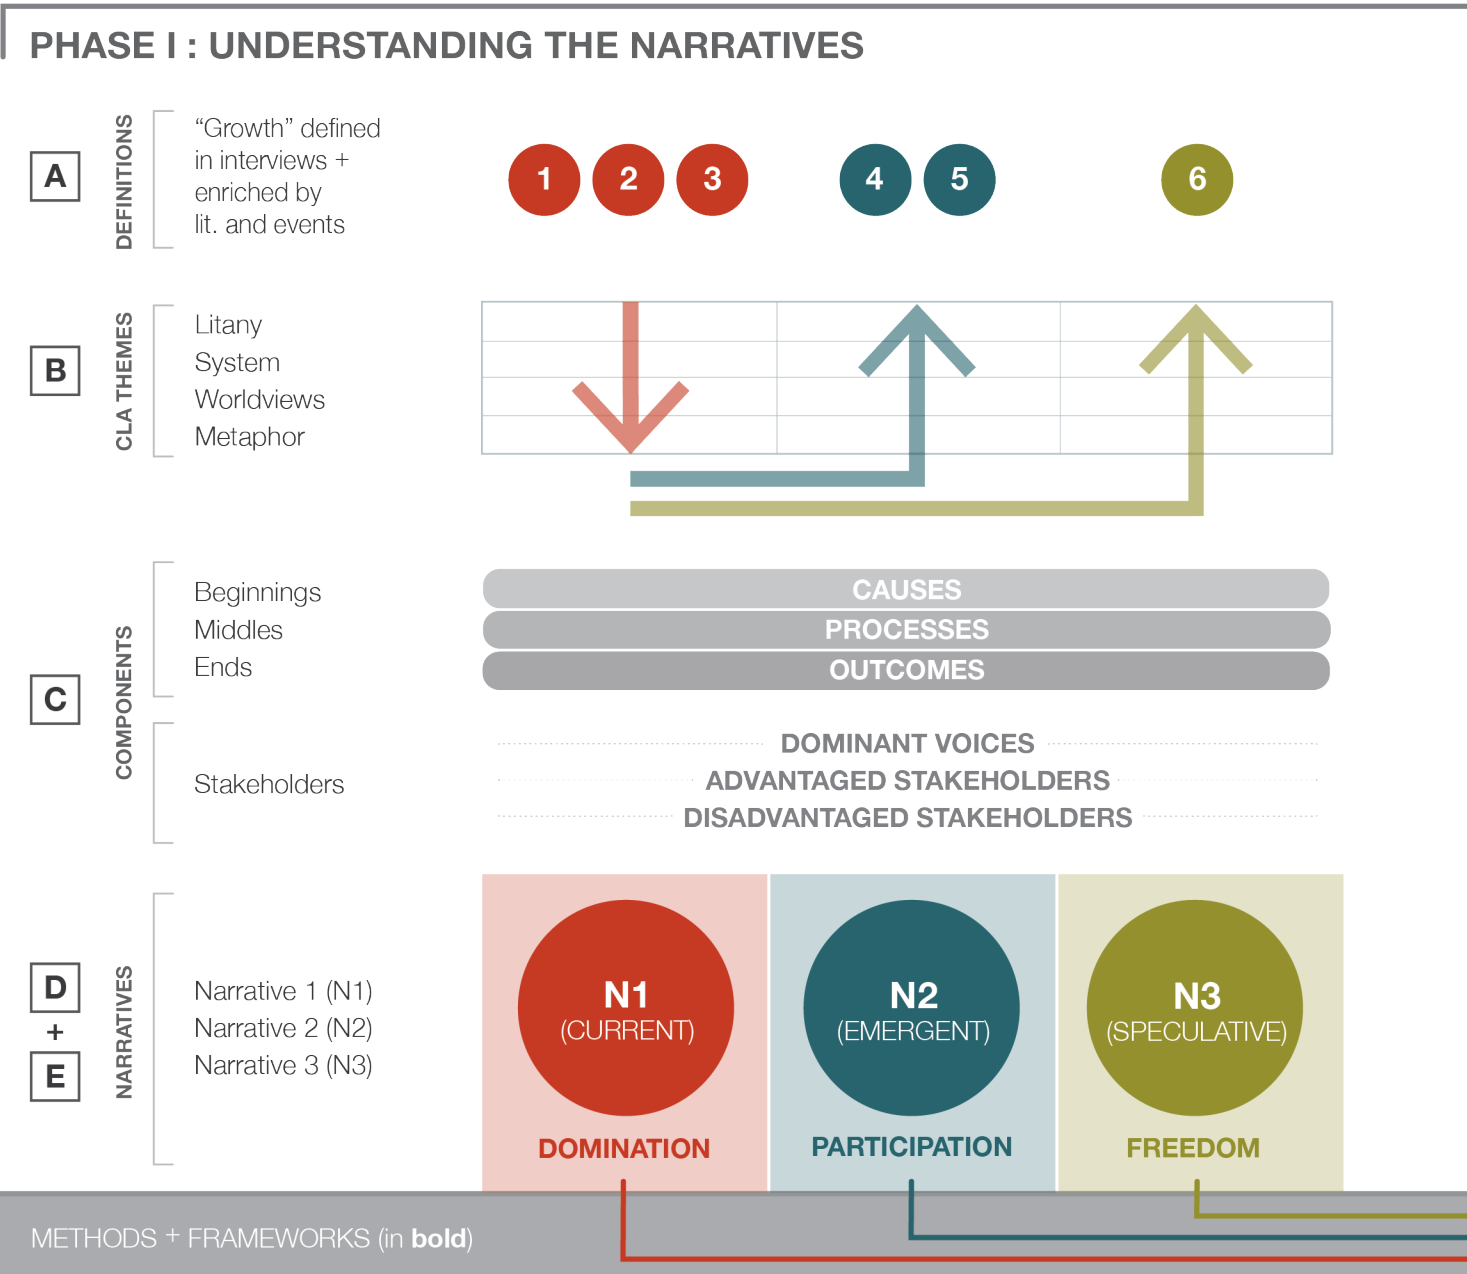 PHASE I : UNDERSTANDING THE NARRATIVES
A
DEFINITIONS
“Growth” defined
in interviews +
enriched by
lit. and events
1 2 3 4 5 6
B
CLA THEMES
Litany
System
Worldviews
Metaphor
C
COMPONENTS
Beginnings
Middles
Ends
CAUSES
PROCESSES
OUTCOMES
Stakeholders
DOMINANT VOICES
ADVANTAGED STAKEHOLDERS
DISADVANTAGED STAKEHOLDERS
D
+
E
NARRATIVES
Narrative 1 (N1)
Narrative 2 (N2)
Narrative 3 (N3)
N1
(CURRENT)
DOMINATION
N2
(EMERGENT)
PARTICIPATION
N3
(SPECULATIVE)
FREEDOM
METHODS + FRAMEWORKS (in bold)